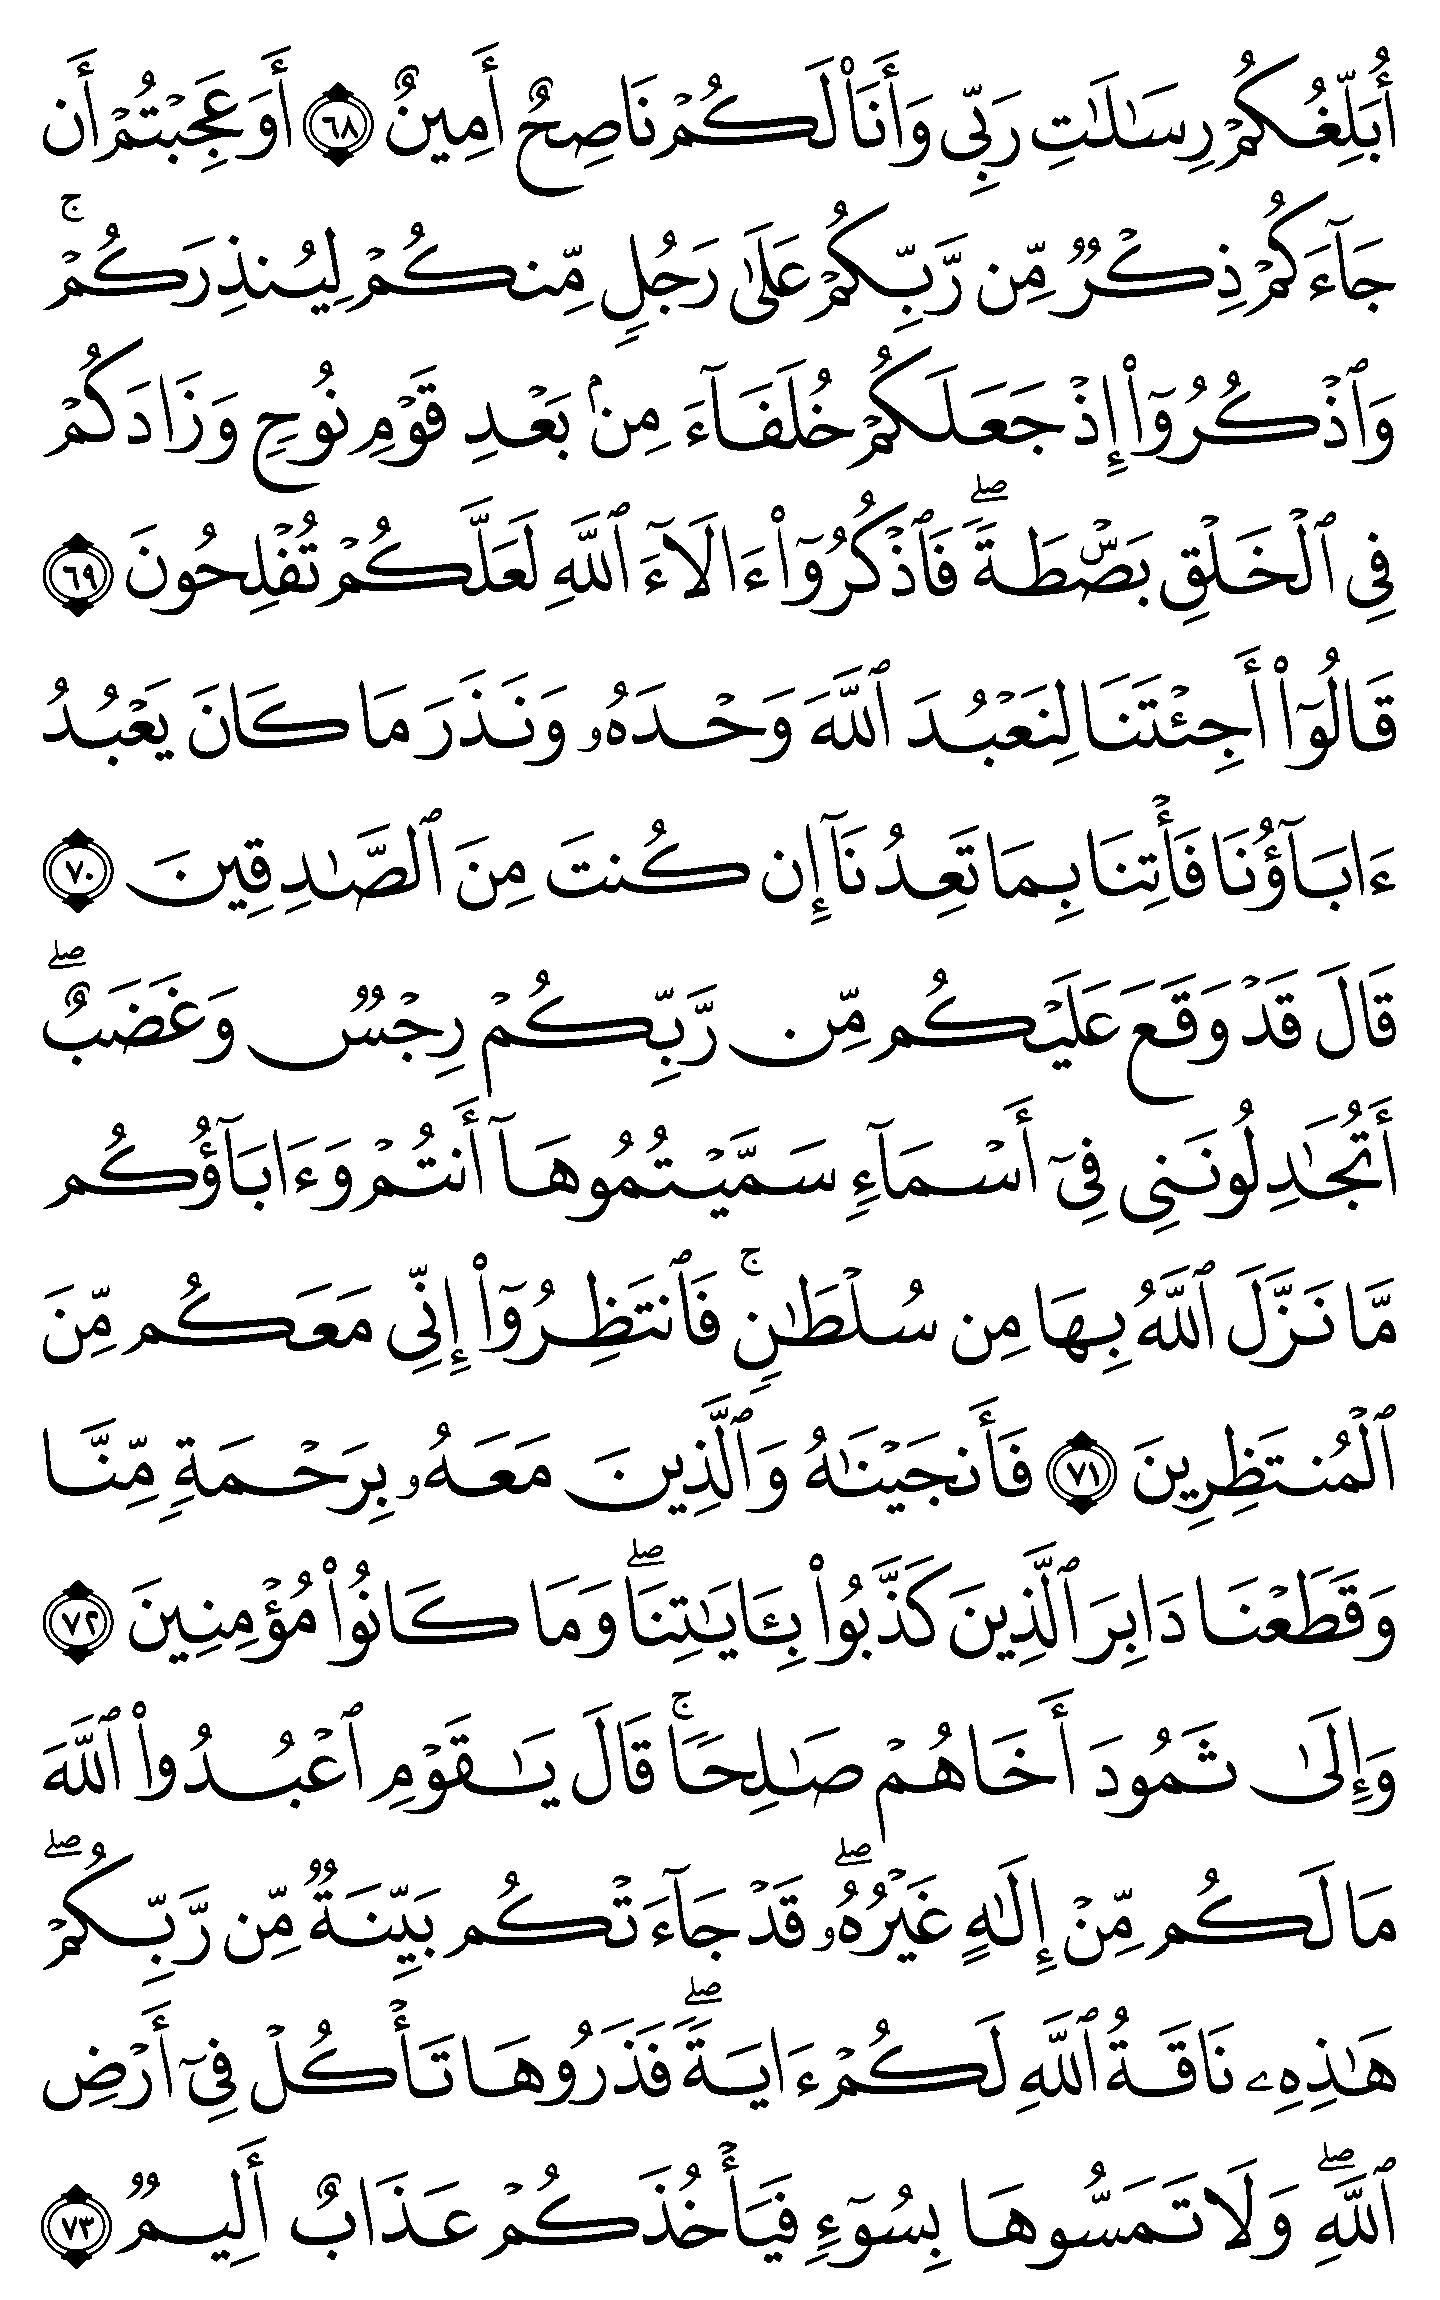 أُبَلِّغُكُمْ رِسَٰلَٰتِ رَبِّى وَأَنَا۠ لَكُمْ نَاصِحٌ أَمِينٌ ٦٨ أَوَعَجِبْتُمْ أَن
جَآءَكُمْ ذِكْرٌ مِّن رَّبِّكُمْ عَلَىٰ رَجُلٍ مِّنكُمْ لِيُنذِرَكُمْ ۚ
وَٱذْكُرُوٓا۟ إِذْ جَعَلَكُمْ خُلَفَآءَ مِنۢ بَعْدِ قَوْمِ نُوحٍ وَزَادَكُمْ
فِى ٱلْخَلْقِ بَصْۜطَةً ۖ فَٱذْكُرُوٓا۟ ءَالَآءَ ٱللَّهِ لَعَلَّكُمْ تُفْلِحُونَ ٦٩
قَالُوٓا۟ أَجِئْتَنَا لِنَعْبُدَ ٱللَّهَ وَحْدَهُۥ وَنَذَرَ مَا كَانَ يَعْبُدُ
ءَابَآؤُنَا فَأْتِنَا بِمَا تَعِدُنَآ إِن كُنتَ مِنَ ٱلصَّٰدِقِينَ ٧٠
قَالَ قَدْ وَقَعَ عَلَيْكُم مِّن رَّبِّكُمْ رِجْسٌ وَغَضَبٌ ۖ
أَتُجَٰدِلُونَنِى فِىٓ أَسْمَآءٍ سَمَّيْتُمُوهَآ أَنتُمْ وَءَابَآؤُكُم
مَّا نَزَّلَ ٱللَّهُ بِهَا مِن سُلْطَٰنٍ ۚ فَٱنتَظِرُوٓا۟ إِنِّى مَعَكُم مِّنَ
ٱلْمُنتَظِرِينَ ٧١ فَأَنجَيْنَٰهُ وَٱلَّذِينَ مَعَهُۥ بِرَحْمَةٍ مِّنَّا
وَقَطَعْنَا دَابِرَ ٱلَّذِينَ كَذَّبُوا۟ بِـَٔايَٰتِنَا ۖ وَمَا كَانُوا۟ مُؤْمِنِينَ ٧٢
وَإِلَىٰ ثَمُودَ أَخَاهُمْ صَٰلِحًا ۚ قَالَ يَٰقَوْمِ ٱعْبُدُوا۟ ٱللَّهَ
مَا لَكُم مِّنْ إِلَٰهٍ غَيْرُهُۥ ۖ قَدْ جَآءَتْكُم بَيِّنَةٌ مِّن رَّبِّكُمْ ۖ
هَٰذِهِۦ نَاقَةُ ٱللَّهِ لَكُمْ ءَايَةً ۖ فَذَرُوهَا تَأْكُلْ فِىٓ أَرْضِ
ٱللَّهِ ۖ وَلَا تَمَسُّوهَا بِسُوٓءٍ فَيَأْخُذَكُمْ عَذَابٌ أَلِيمٌ ٧٣